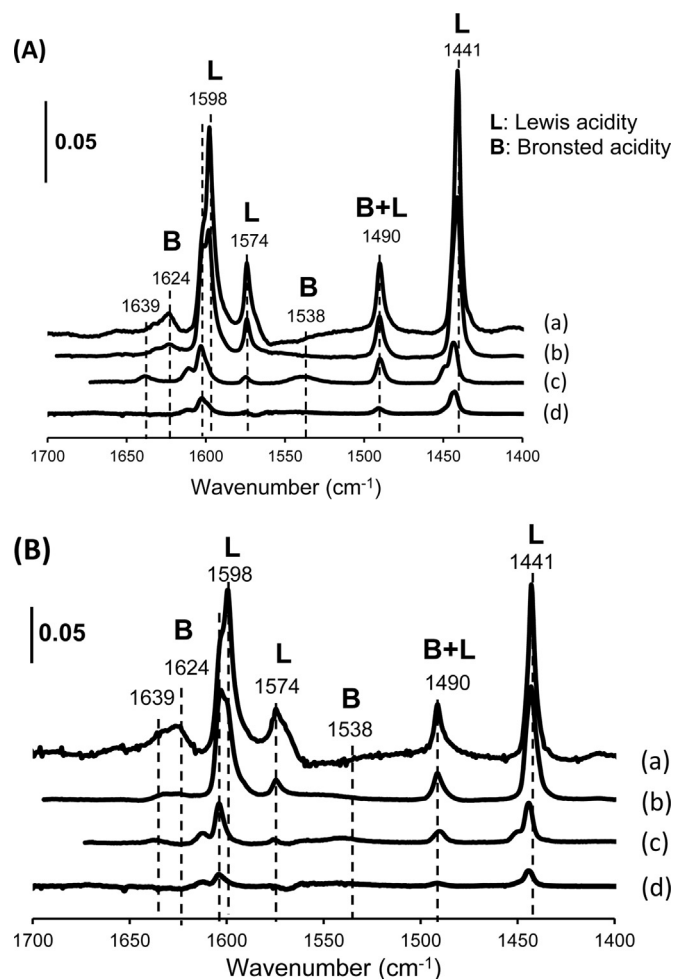 (A)
L
1441
L
1598
0.05
L: Lewis acidity
B: Bronsted acidity
B+L
1490
L
1574
B
1624
1639
B
1538
(a)
(b)
(c)
(d)
1700 1650 1600 1550 1500 1450 1400
Wavenumber (cm-1)
(B)
L
1598
L
1441
0.05
B
1624
1639
L
1574
B
1538
B+L
1490
(a)
(b)
(c)
(d)
1700 1650 1600 1550 1500 1450 1400
Wavenumber (cm-1)